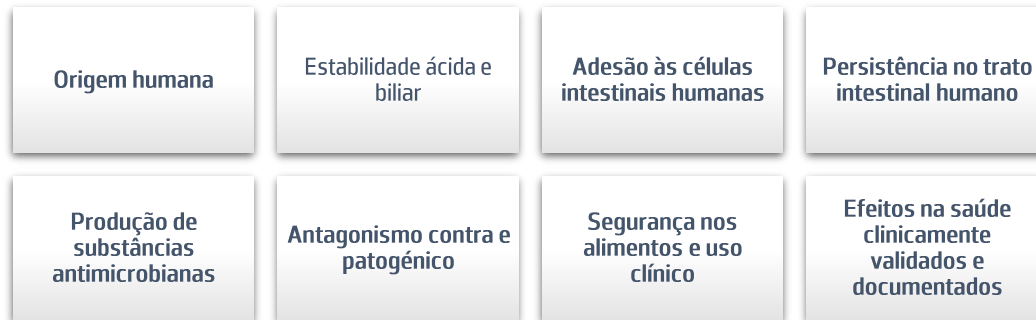 Origem humana
Estabilidade ácida e
biliar
Adesão às células
intestinais humanas
Persistência no trato
intestinal humano
Produção de
substâncias
antimicrobianas
Antagonismo contra e
patogénico
Segurança nos
alimentos e uso
clínico
Efeitos na saúde
clinicamente
validados e
documentados